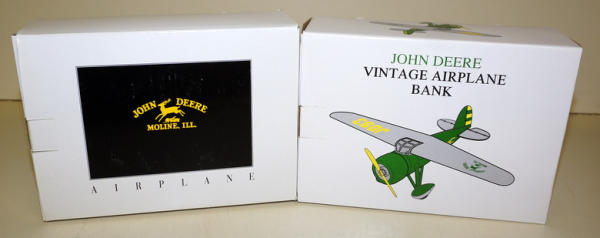 JOHN DEERE
MOLINE, ILL.
AIRPLANE
JOHN DEERE
VINTAGE AIRPLANE
BANK